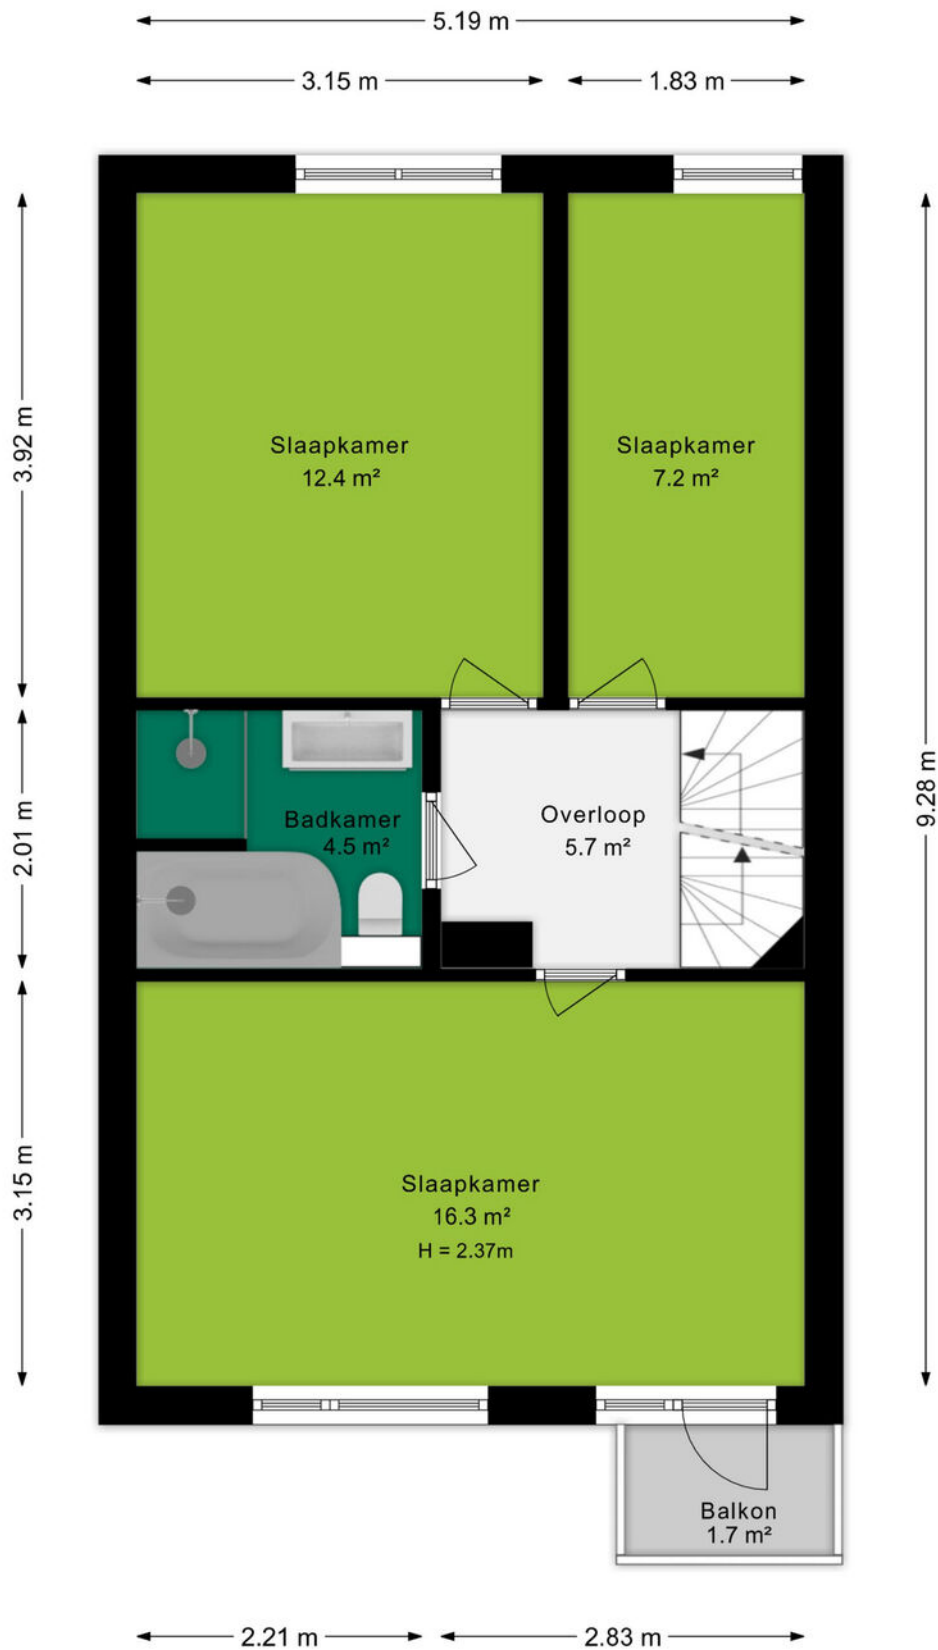 5.19 m
3.15 m
1.83 m
3.92 m
Slaapkamer
12.4 m²
Slaapkamer
7.2 m²
9.28 m
2.01 m
Badkamer
4.5 m²
Overloop
5.7 m²
3.15 m
Slaapkamer
16.3 m²
H = 2.37m
Balkon
1.7 m²
2.21 m
2.83 m